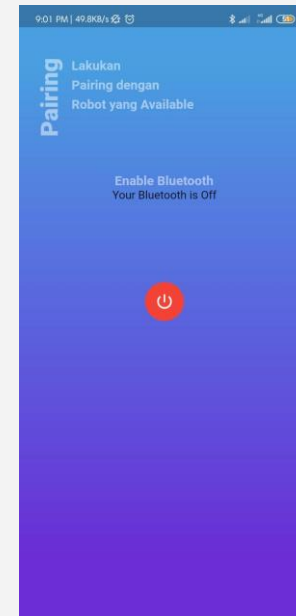 9:01 PM | 49.8KB/s
Pairing
Lakukan
Pairing dengan
Robot yang Available
Enable Bluetooth
Your Bluetooth is Off